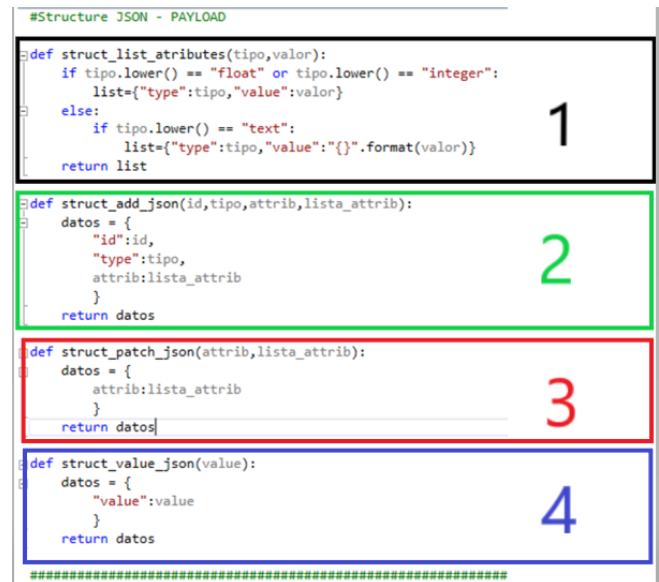 #Structure JSON - PAYLOAD
def struct_list_atributes(tipo,valor):
    if tipo.lower() == "float" or tipo.lower() == "integer":
        list={"type":tipo,"value":valor}
    else:
        if tipo.lower() == "text":
            list={"type":tipo,"value":"{}".format(valor)}
    return list
1
def struct_add_json(id,tipo,attrib,lista_attrib):
    datos = {
        "id":id,
        "type":tipo,
        attrib:lista_attrib
        }
    return datos
2
def struct_patch_json(attrib,lista_attrib):
    datos = {
        attrib:lista_attrib
        }
    return datos
3
def struct_value_json(value):
    datos = {
        "value":value
        }
    return datos
4
############################################################